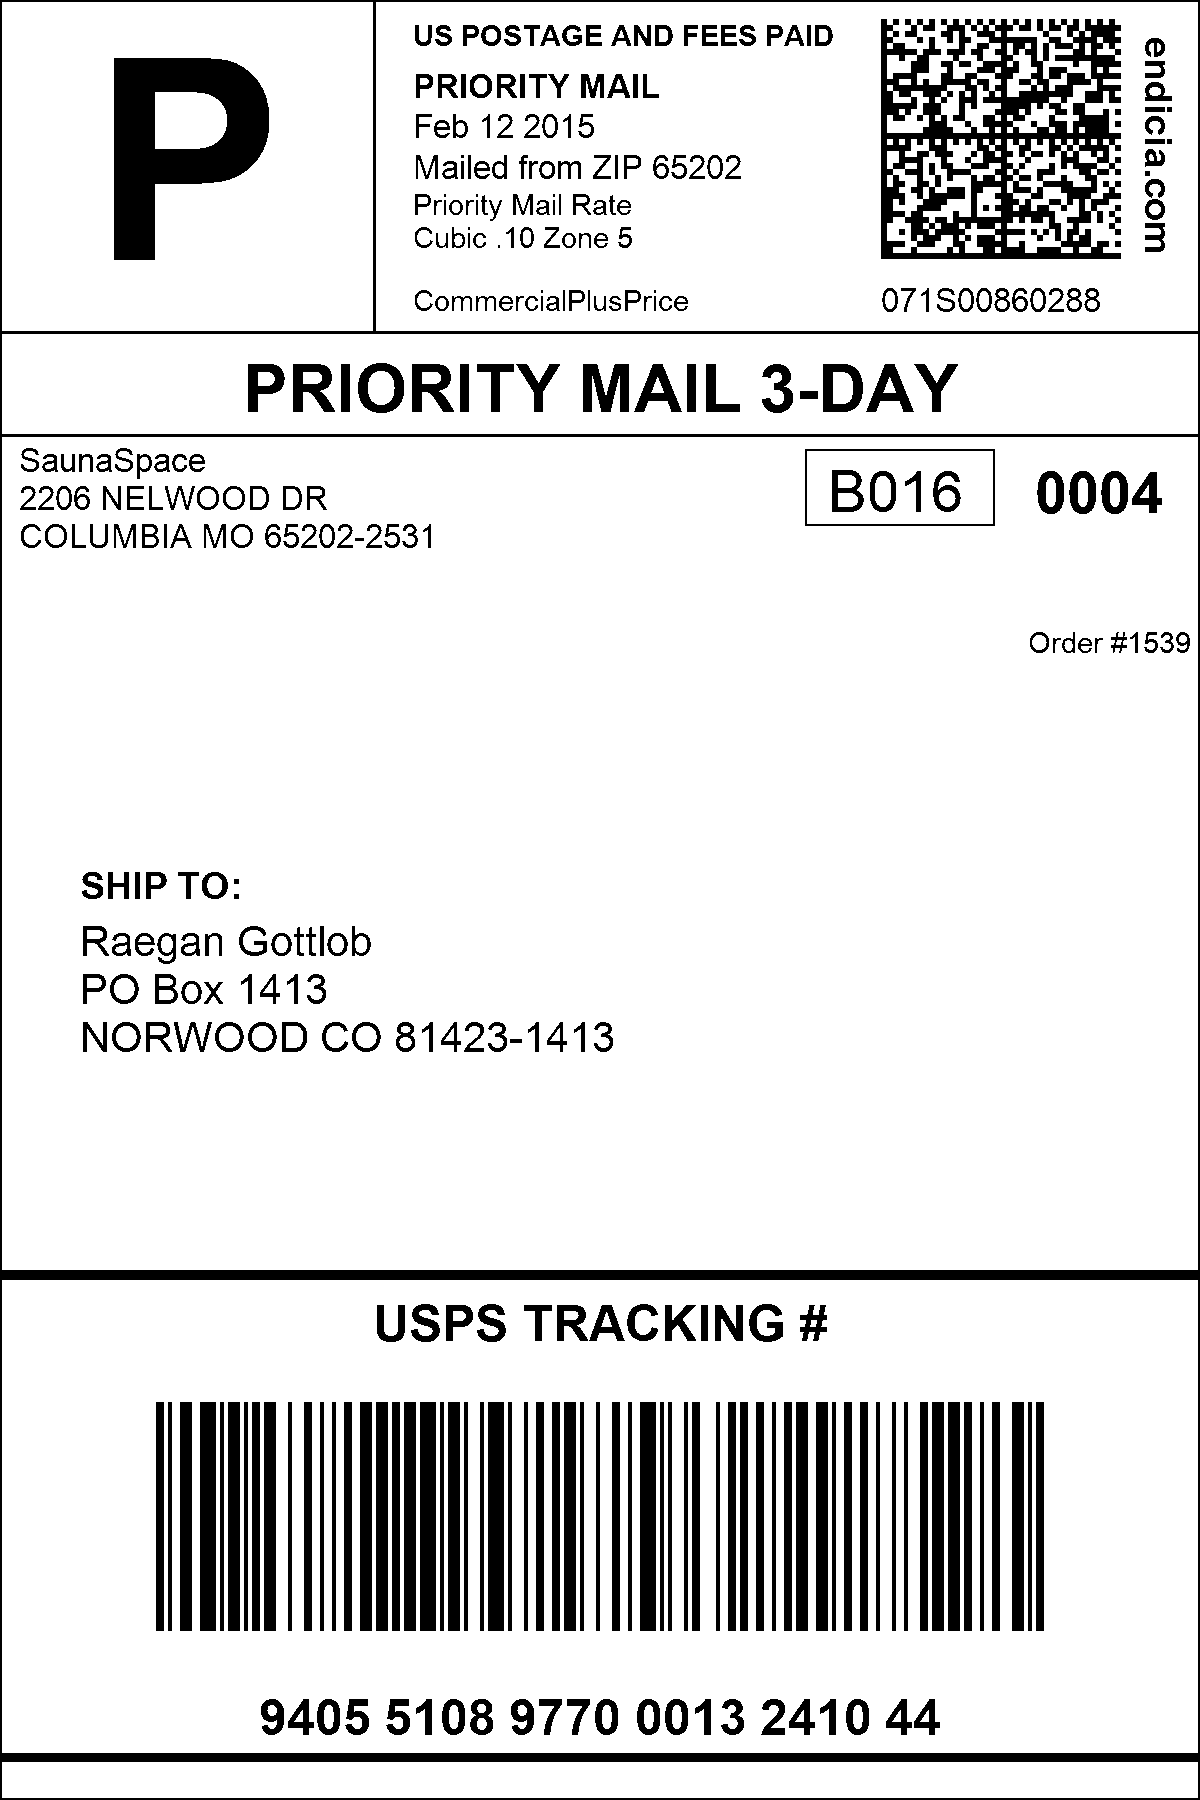 P
US POSTAGE AND FEES PAID
PRIORITY MAIL
Feb 12 2015
Mailed from ZIP 65202
Priority Mail Rate
Cubic .10 Zone 5
CommercialPlusPrice
071S00860288
endicia.com
PRIORITY MAIL 3-DAY
SaunaSpace
2206 NELWOOD DR
COLUMBIA MO 65202-2531
B016
0004
Order #1539
SHIP TO:
Raegan Gottlob
PO Box 1413
NORWOOD CO 81423-1413
USPS TRACKING #
9405 5108 9770 0013 2410 44